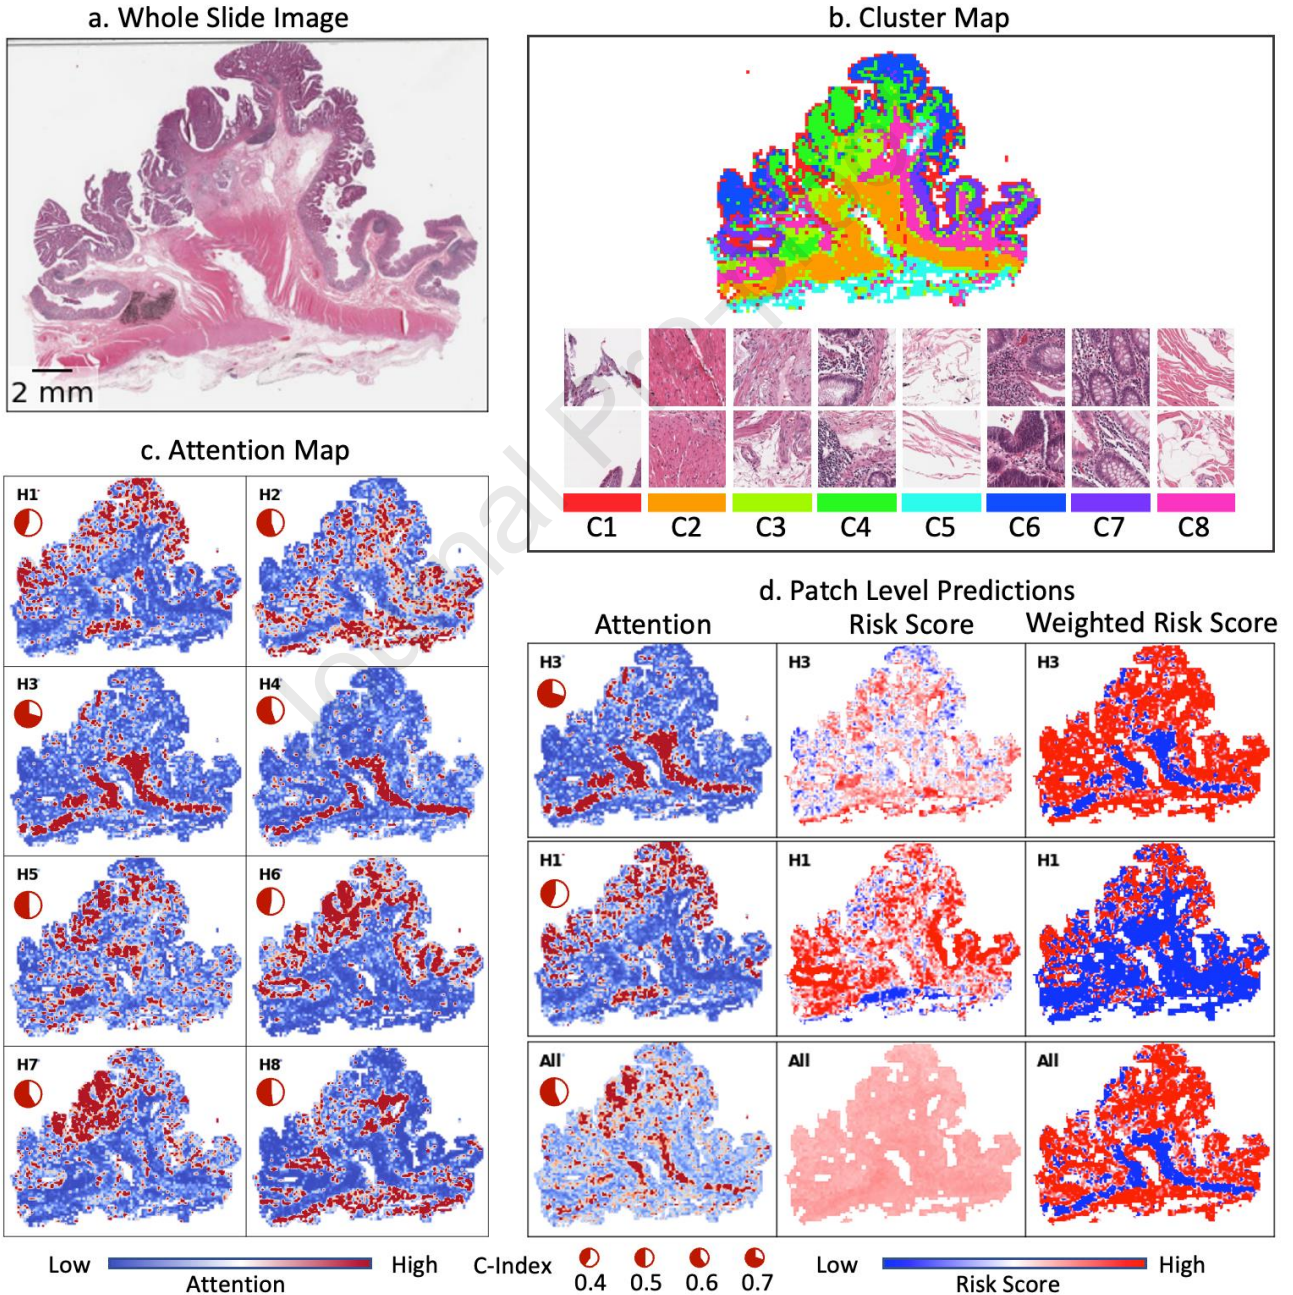 a. Whole Slide Image
2 mm
b. Cluster Map
C1 C2 C3 C4 C5 C6 C7 C8
c. Attention Map
H1 H2
H3 H4
H5 H6
H7 H8
Low High
Attention
d. Patch Level Predictions
Attention Risk Score Weighted Risk Score
H3 H3 H3
H1 H1 H1
All All All
C-Index
0.4 0.5 0.6 0.7
Low High
Risk Score
Journal Pr